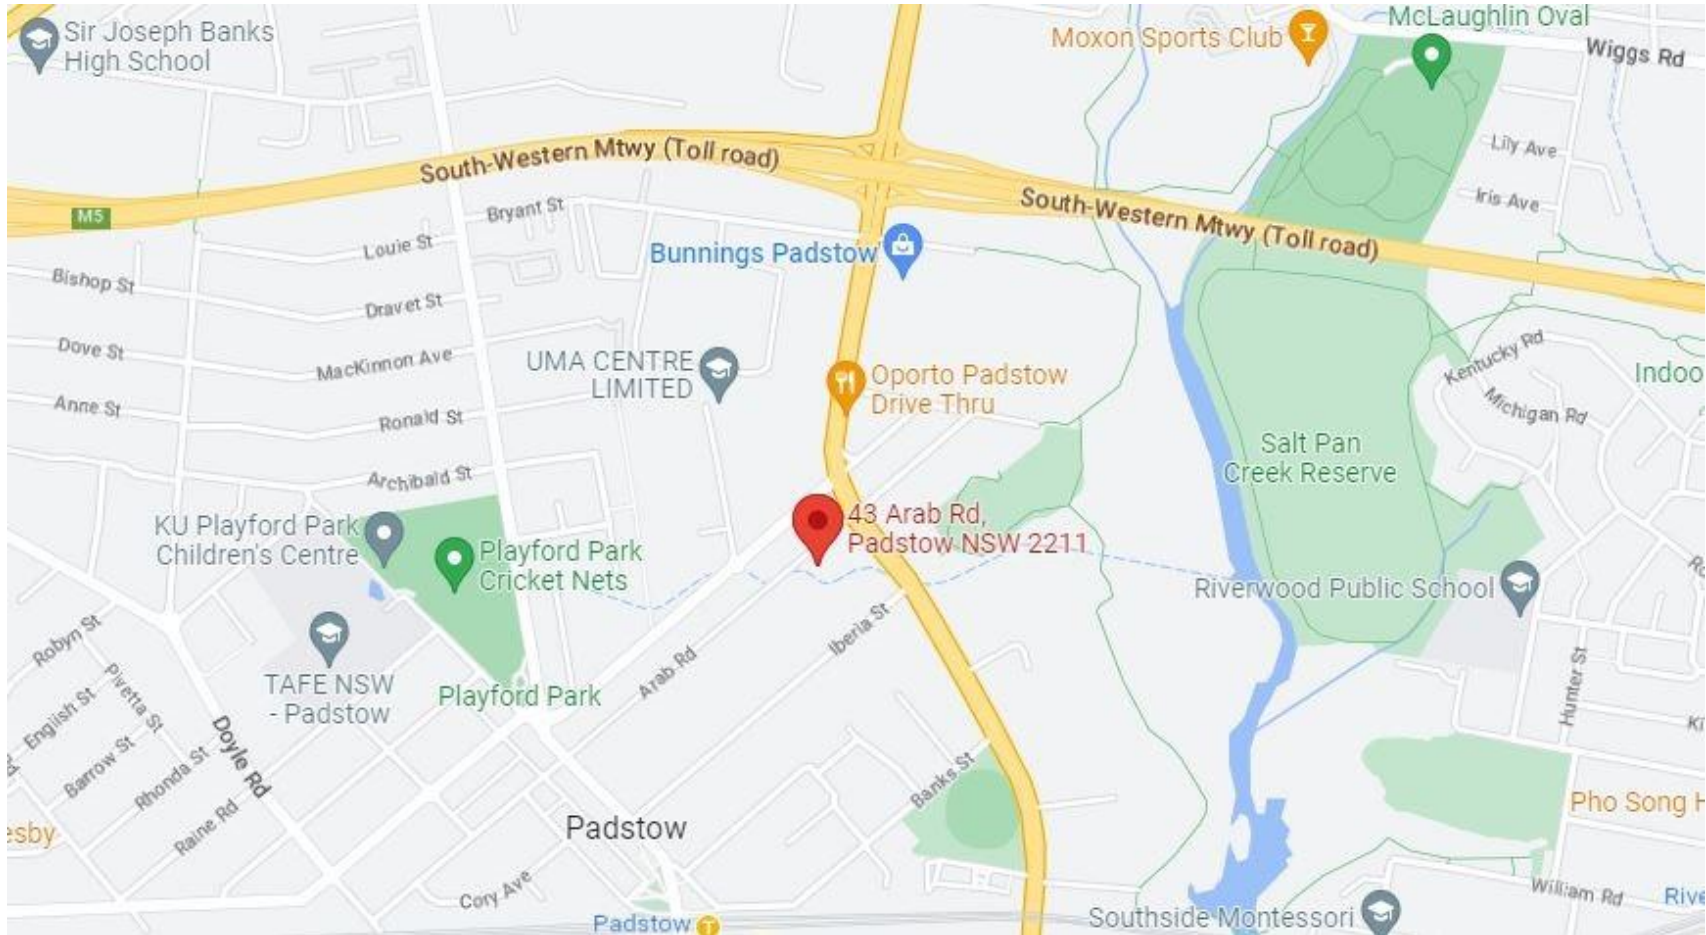 Sir Joseph Banks
High School
Moxon Sports Club
McLaughlin Oval
Wiggs Rd
South-Western Mtwy (Toll road)
Lily Ave
Iris Ave
M5
Bryant St
South-Western Mtwy (Toll road)
Louie St
Bunnings Padstow
Bishop St
Dravet St
Dove St
MacKinnon Ave
UMA CENTRE
LIMITED
Oporto Padstow
Drive Thru
Kentucky Rd
Michigan Rd
Indoo
Anne St
Ronald St
Salt Pan
Creek Reserve
Archibald St
KU Playford Park
Children's Centre
Playford Park
Cricket Nets
43 Arab Rd,
Padstow NSW 2211
Riverwood Public School
Robyn St
Iberia St
Arab Rd
Pivetta St
TAFE NSW
- Padstow
Playford Park
Hunter St
English St
Doyle Rd
Barrow St
Rhonda St
Banks St
Raine Rd
Pho Song H
esby
Padstow
Cory Ave
William Rd
Rive
Padstow
Southside Montessori